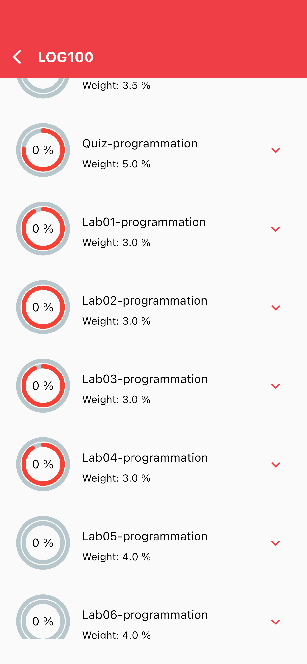 LOG100
Weight: 3.5 %
0 %
Quiz-programmation
Weight: 5.0 %
0 %
Lab01-programmation
Weight: 3.0 %
0 %
Lab02-programmation
Weight: 3.0 %
0 %
Lab03-programmation
Weight: 3.0 %
0 %
Lab04-programmation
Weight: 3.0 %
0 %
Lab05-programmation
Weight: 4.0 %
0 %
Lab06-programmation
Weight: 4.0 %